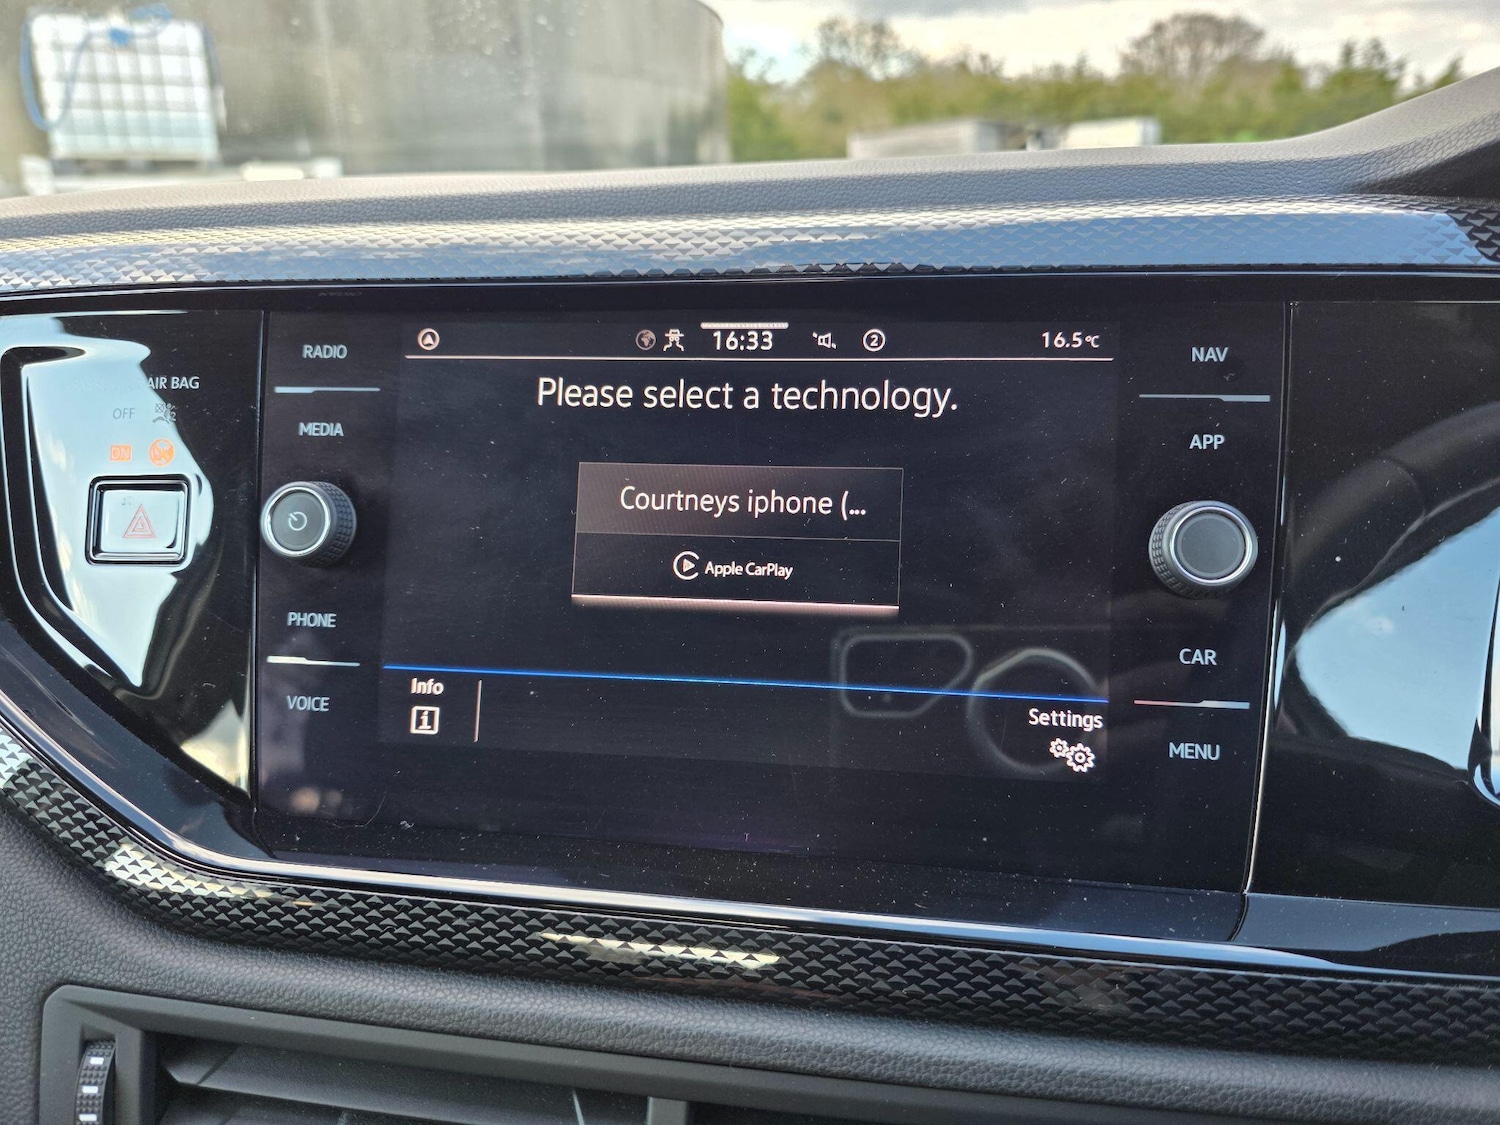 RADIO
MEDIA
PHONE
VOICE
AIR BAG
OFF
ON
16:33
2
16.5°C
Please select a technology.
Courtneys iphone (...
Apple CarPlay
Info
i
Settings
NAV
APP
CAR
MENU